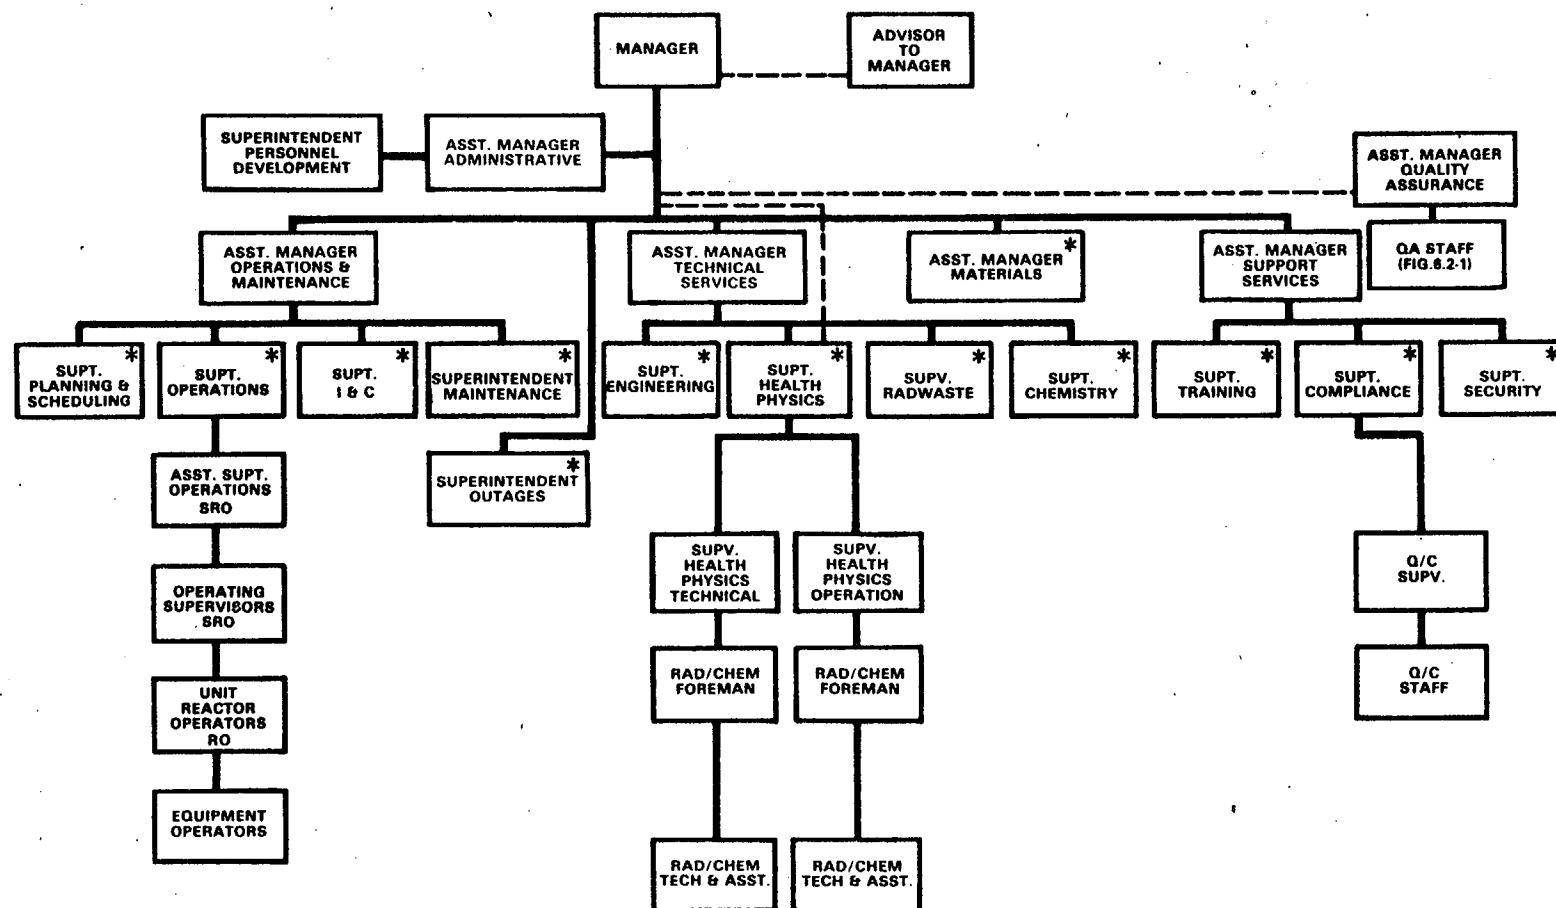 MANAGER
ADVISOR
TO
MANAGER
SUPERINTENDENT
PERSONNEL
DEVELOPMENT
ASST. MANAGER
ADMINISTRATIVE
ASST. MANAGER
QUALITY
ASSURANCE
ASST. MANAGER
OPERATIONS &
MAINTENANCE
ASST. MANAGER
TECHNICAL
SERVICES
*
ASST. MANAGER
MATERIALS
ASST. MANAGER
SUPPORT
SERVICES
QA STAFF
(FIG.6.2-1)
*
SUPT.
PLANNING &
SCHEDULING
*
SUPT.
OPERATIONS
*
SUPT.
I & C
*
SUPERINTENDENT
MAINTENANCE
*
SUPT.
ENGINEERING
*
SUPT.
HEALTH
PHYSICS
*
SUPV.
RADWASTE
*
SUPT.
CHEMISTRY
*
SUPT.
TRAINING
*
SUPT.
COMPLIANCE
*
SUPT.
SECURITY
ASST. SUPT.
OPERATIONS
SRO
*
SUPERINTENDENT
OUTAGES
OPERATING
SUPERVISORS
SRO
SUPV.
HEALTH
PHYSICS
TECHNICAL
SUPV.
HEALTH
PHYSICS
OPERATION
Q/C
SUPV.
UNIT
REACTOR
OPERATORS
RO
RAD/CHEM
FOREMAN
RAD/CHEM
FOREMAN
Q/C
STAFF
EQUIPMENT
OPERATORS
RAD/CHEM
TECH & ASST.
RAD/CHEM
TECH & ASST.